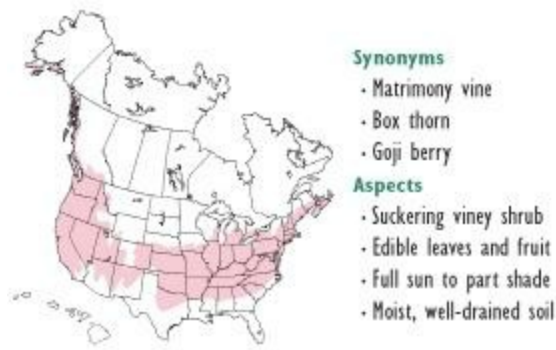 Synonyms
· Matrimony vine
· Box thorn
· Goji berry
Aspects
· Suckering viney shrub
· Edible leaves and fruit
· Full sun to part shade
· Moist, well-drained soil